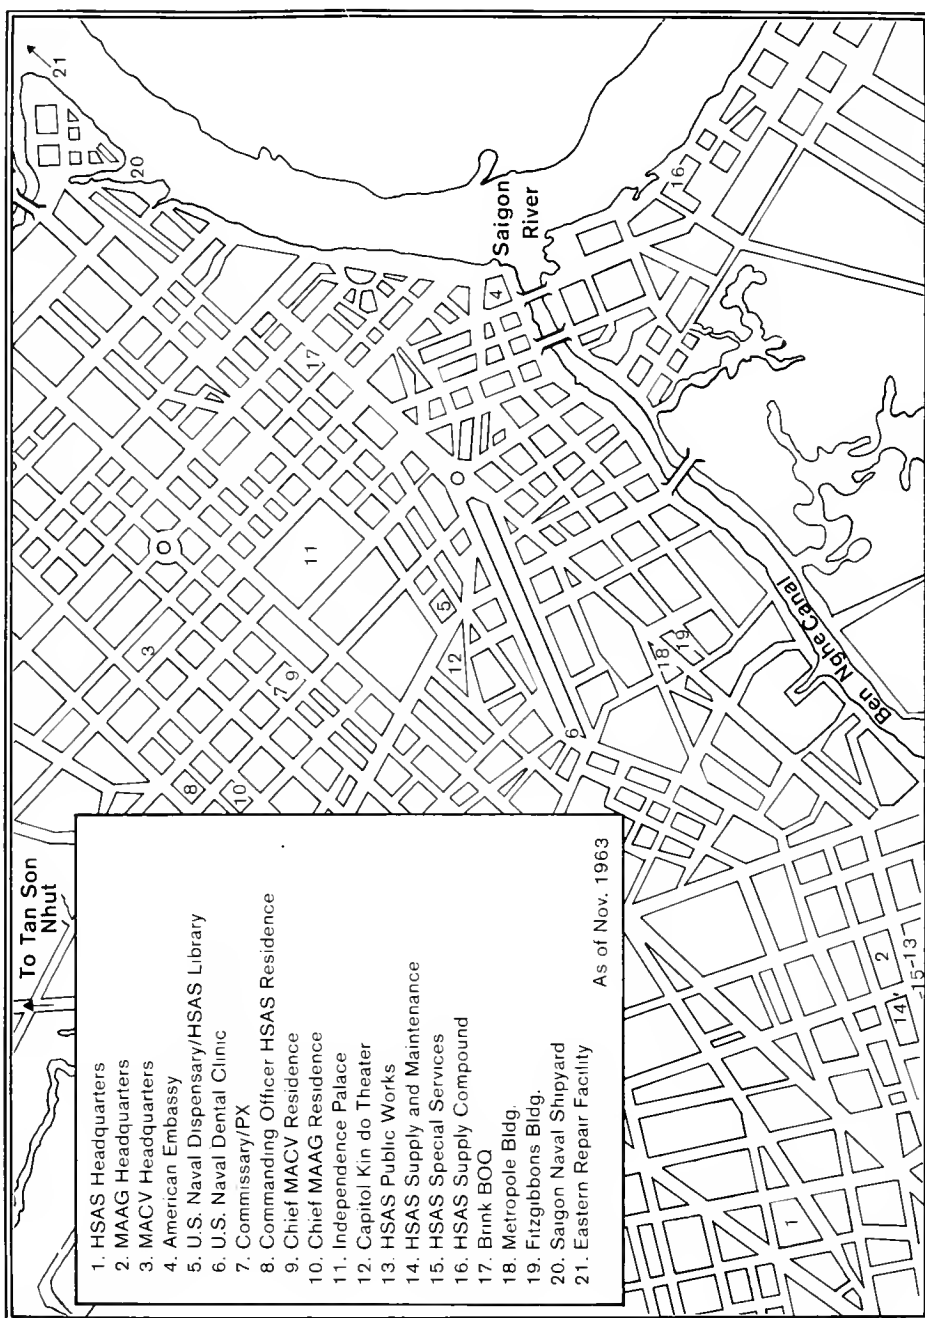 To Tan Son
Nhut
1. HSAS Headquarters
2. MAAG Headquarters
3. MACV Headquarters
4. American Embassy
5. U.S. Naval Dispensary/HSAS Library
6. U.S. Naval Dental Clinic
7. Commissary/PX
8. Commanding Officer HSAS Residence
9. Chief MACV Residence
10. Chief MAAG Residence
11. Independence Palace
12. Capitol Kin do Theater
13. HSAS Public Works
14. HSAS Supply and Maintenance
15. HSAS Special Services
16. HSAS Supply Compound
17. Brink BOQ
18. Metropole Bldg.
19. Fitzgibbons Bldg.
20. Saigon Naval Shipyard
21. Eastern Repair Facility
As of Nov. 1963
21
20
17
11
3
7
9
8
10
5
12
6
4
Saigon
River
16
18
19
Ben Nghe Canal
2
14
15
13
1